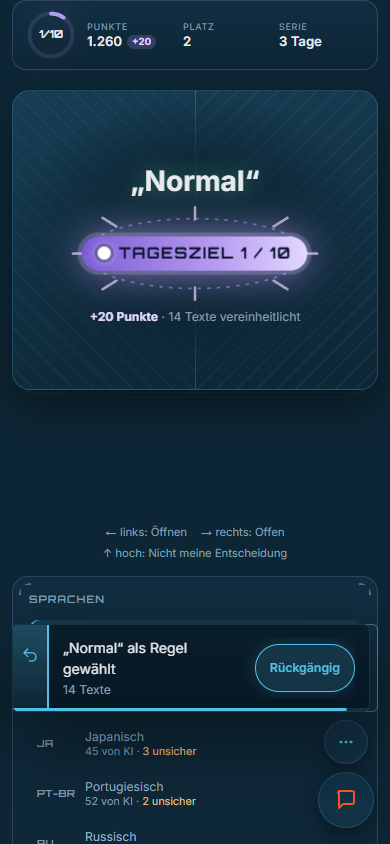 1/10
PUNKTE
1.260 +20
PLATZ
2
SERIE
3 Tage
„Normal“
TAGESZIEL 1 / 10
+20 Punkte · 14 Texte vereinheitlicht
← links: Öffnen → rechts: Offen
↑ hoch: Nicht meine Entscheidung
SPRACHEN
„Normal“ als Regel
gewählt
14 Texte
Rückgängig
JA
Japanisch
45 von KI · 3 unsicher
PT-BR
Portugiesisch
52 von KI · 2 unsicher
RU
Russisch